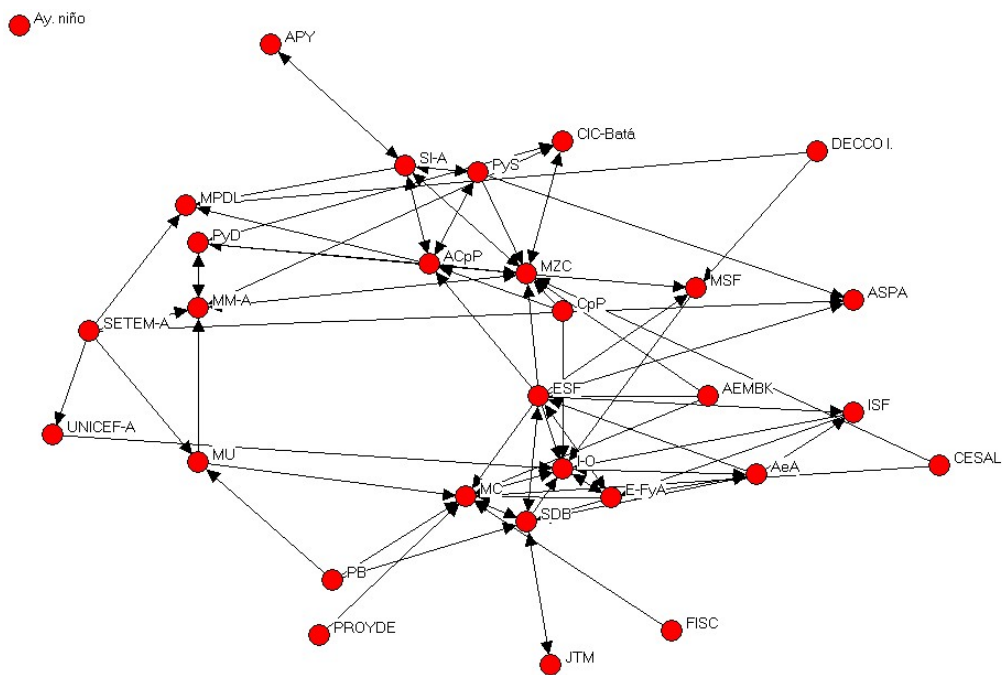 Ay. niño
APY
CIC-Batá
DECCO I.
SI-A
PyS
MPDL
PyD
ACpP
MZC
MSF
ASPA
MM-A
CpP
SETEM-A
ESF
AEMBK
ISF
UNICEF-A
MU
I-O
AeA
CESAL
MC
E-FyA
SDB
PB
PROYDE
FISC
JTM